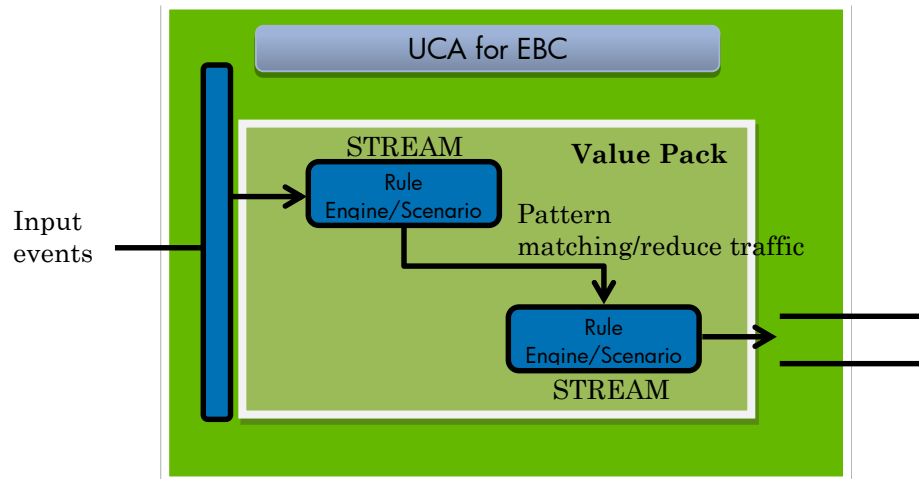 UCA for EBC
STREAM
Value Pack
Rule
Engine/Scenario
Input
events
Pattern
matching/reduce traffic
Rule
Engine/Scenario
STREAM